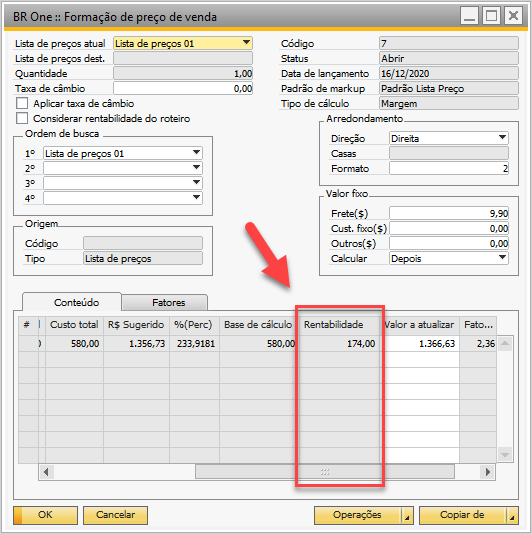 BR One :: Formação de preço de venda
Lista de preços atual Lista de preços 01
Lista de preços dest.
Quantidade 1,00
Taxa de câmbio 0,00
Aplicar taxa de câmbio
Considerar rentabilidade do roteiro
Código 7
Status Abrir
Data de lançamento 16/12/2020
Padrão de markup Padrão Lista Preço
Tipo de cálculo Margem
Ordem de busca
1º Lista de preços 01
2º
3º
4º
Arredondamento
Direção Direita
Casas
Formato 2
Origem
Código
Tipo Lista de preços
Valor fixo
Frete($) 9,90
Cust. fixo($) 0,00
Outros($) 0,00
Calcular Depois
Conteúdo Fatores
# Custo total R$ Sugerido %(Perc) Base de cálculo Rentabilidade Valor a atualizar Fato...
580,00 1.356,73 233,9181 580,00 174,00 1.366,63 2,36
OK Cancelar Operações Copiar de